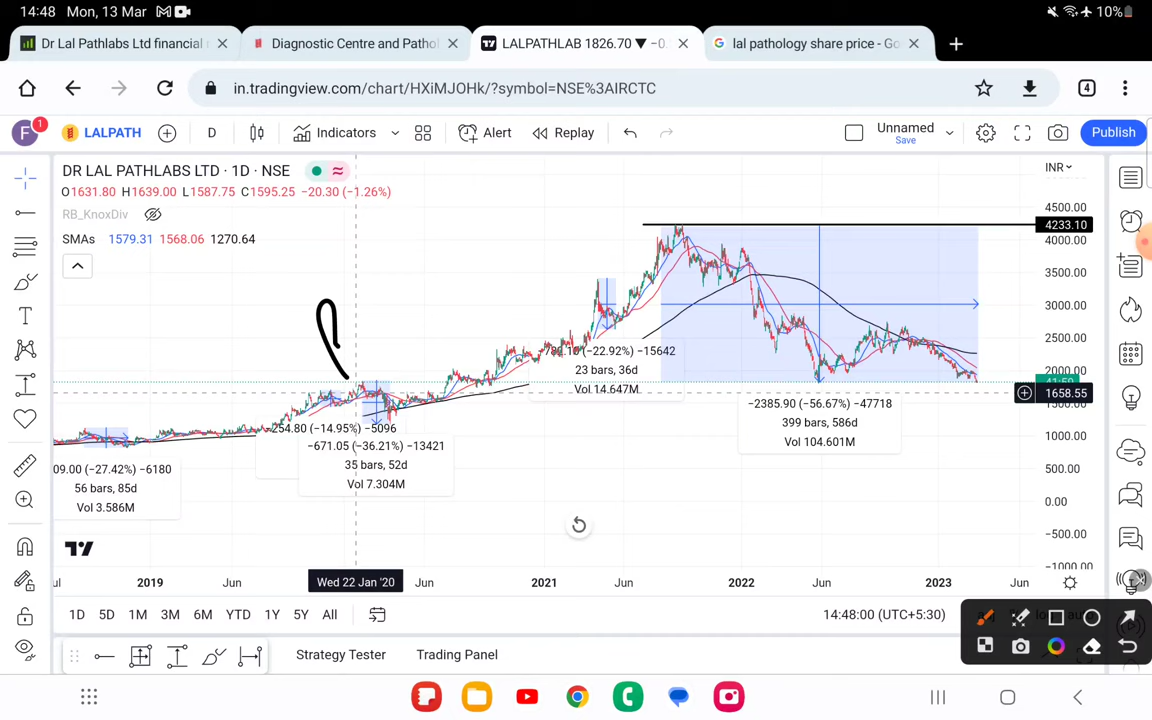 14:48 Mon, 13 Mar
10%
Dr Lal Pathlabs Ltd financial
Diagnostic Centre and Pathol
LALPATHLAB 1826.70 ▼ −0.
lal pathology share price - Go
in.tradingview.com/chart/HXiMJOHk/?symbol=NSE%3AIRCTC
4
F
1
LALPATH
D
Indicators
Alert
Replay
Unnamed
Save
Publish
DR LAL PATHLABS LTD · 1D · NSE
INR
O1631.80 H1639.00 L1587.75 C1595.25 −20.30 (−1.26%)
RB_KnoxDiv
SMAs 1579.31 1568.06 1270.64
4500.00
4233.10
4000.00
3500.00
3000.00
2500.00
2000.00
1658.55
1000.00
500.00
0.00
−500.00
−1000.00
(−22.92%) −15642
23 bars, 36d
Vol 14.647M
−2385.90 (−56.67%) −47718
399 bars, 586d
Vol 104.601M
−254.80 (−14.95%) −5096
−671.05 (−36.21%) −13421
35 bars, 52d
Vol 7.304M
09.00 (−27.42%) −6180
56 bars, 85d
Vol 3.586M
2019
Jun
Wed 22 Jan '20
Jun
2021
Jun
2022
Jun
2023
Jun
1D
5D
1M
3M
6M
YTD
1Y
5Y
All
14:48:00 (UTC+5:30)
Strategy Tester
Trading Panel